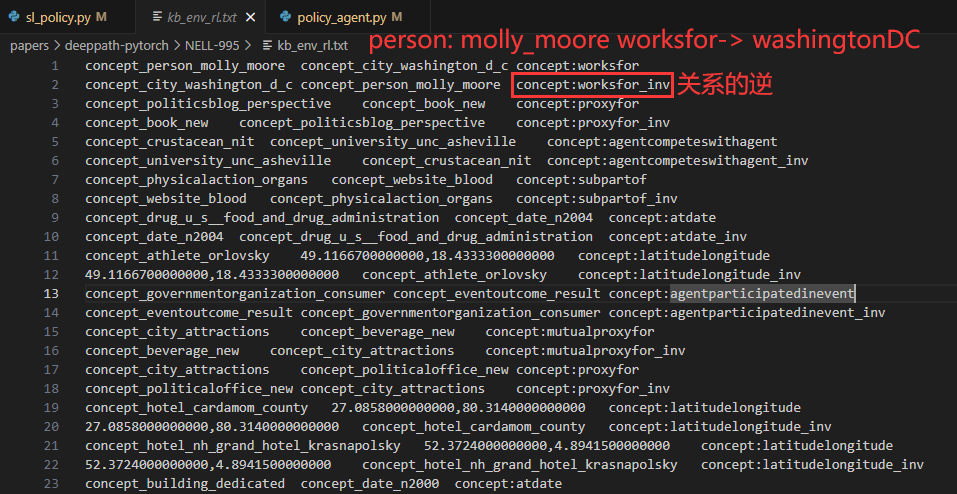 sl_policy.py M kb_env_rl.txt policy_agent.py M
papers > deeppath-pytorch > NELL-995 > kb_env_rl.txt person: molly_moore worksfor-> washingtonDC
1 concept_person_molly_moore concept_city_washington_d_c concept:worksfor
2 concept_city_washington_d_c concept_person_molly_moore concept:worksfor_inv 关系的逆
3 concept_politicsblog_perspective concept_book_new concept:proxyfor
4 concept_book_new concept_politicsblog_perspective concept:proxyfor_inv
5 concept_crustacean_nit concept_university_unc_asheville concept:agentcompeteswithagent
6 concept_university_unc_asheville concept_crustacean_nit concept:agentcompeteswithagent_inv
7 concept_physicalaction_organs concept_website_blood concept:subpartof
8 concept_website_blood concept_physicalaction_organs concept:subpartof_inv
9 concept_drug_u_s__food_and_drug_administration concept_date_n2004 concept:atdate
10 concept_date_n2004 concept_drug_u_s__food_and_drug_administration concept:atdate_inv
11 concept_athlete_orlovsky 49.1166700000000,18.4333300000000 concept:latitudelongitude
12 49.1166700000000,18.4333300000000 concept_athlete_orlovsky concept:latitudelongitude_inv
13 concept_governmentorganization_consumer concept_eventoutcome_result concept:agentparticipatedinevent
14 concept_eventoutcome_result concept_governmentorganization_consumer concept:agentparticipatedinevent_inv
15 concept_city_attractions concept_beverage_new concept:mutualproxyfor
16 concept_beverage_new concept_city_attractions concept:mutualproxyfor_inv
17 concept_city_attractions concept_politicaloffice_new concept:proxyfor
18 concept_politicaloffice_new concept_city_attractions concept:proxyfor_inv
19 concept_hotel_cardamom_county 27.0858000000000,80.3140000000000 concept:latitudelongitude
20 27.0858000000000,80.3140000000000 concept_hotel_cardamom_county concept:latitudelongitude_inv
21 concept_hotel_nh_grand_hotel_krasnapolsky 52.3724000000000,4.8941500000000 concept:latitudelongitude
22 52.3724000000000,4.8941500000000 concept_hotel_nh_grand_hotel_krasnapolsky concept:latitudelongitude_inv
23 concept_building_dedicated concept_date_n2000 concept:atdate